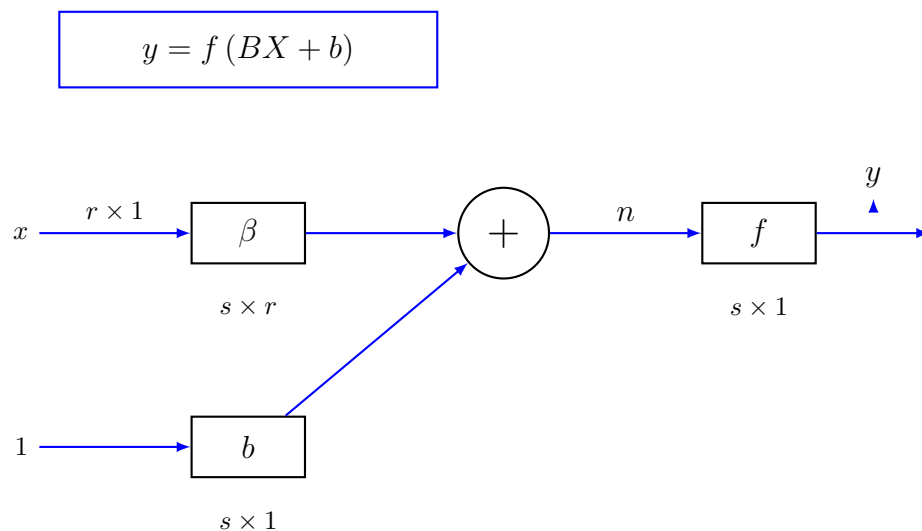 y = f (BX + b)
y
r × 1
n
x
β
+
f
s × r
s × 1
1
b
s × 1